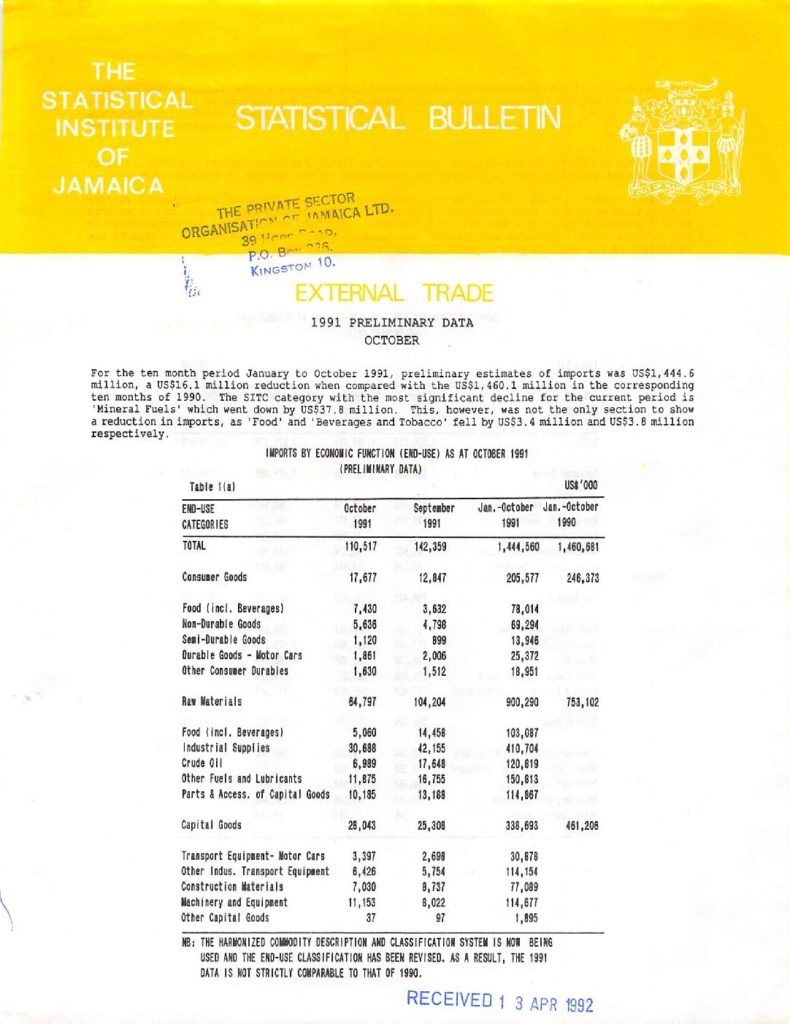 THE
STATISTICAL
INSTITUTE
OF
JAMAICA
STATISTICAL BULLETIN
OUT OF MANY, ONE PEOPLE
THE PRIVATE SECTOR
ORGANISATION OF JAMAICA LTD.
39
P.O.
KINGSTON 10.
EXTERNAL TRADE
1991 PRELIMINARY DATA
OCTOBER
For the ten month period January to October 1991, preliminary estimates of imports was US$1,444.6
million, a US$16.1 million reduction when compared with the US$1,460.1 million in the corresponding
ten months of 1990. The SITC category with the most significant decline for the current period is
'Mineral Fuels' which went down by US$37.8 million. This, however, was not the only section to show
a reduction in imports, as 'Food' and 'Beverages and Tobacco' fell by US$3.4 million and US$3.8 million
respectively.
IMPORTS BY ECONOMIC FUNCTION (END-USE) AS AT OCTOBER 1991
(PRELIMINARY DATA)
Table 1(a) US$'000
END-USE October September Jan.-October Jan.-October
CATEGORIES 1991 1991 1991 1990
TOTAL 110,517 142,359 1,444,560 1,460,681
Consumer Goods 17,677 12,847 205,577 246,373
Food (incl. Beverages) 7,430 3,632 78,014
Non-Durable Goods 5,636 4,798 69,294
Semi-Durable Goods 1,120 899 13,946
Durable Goods - Motor Cars 1,861 2,006 25,372
Other Consumer Durables 1,630 1,512 18,951
Raw Materials 64,797 104,204 900,290 753,102
Food (incl. Beverages) 5,060 14,458 103,087
Industrial Supplies 30,688 42,155 410,704
Crude Oil 6,989 17,648 120,819
Other Fuels and Lubricants 11,875 16,755 150,813
Parts & Access. of Capital Goods 10,185 13,188 114,867
Capital Goods 28,043 25,308 338,693 461,206
Transport Equipment- Motor Cars 3,397 2,698 30,878
Other Indus. Transport Equipment 6,426 5,754 114,154
Construction Materials 7,030 8,737 77,089
Machinery and Equipment 11,153 8,022 114,677
Other Capital Goods 37 97 1,895
NB: THE HARMONIZED COMMODITY DESCRIPTION AND CLASSIFICATION SYSTEM IS NOW BEING
USED AND THE END-USE CLASSIFICATION HAS BEEN REVISED. AS A RESULT, THE 1991
DATA IS NOT STRICTLY COMPARABLE TO THAT OF 1990.
RECEIVED 13 APR 1992